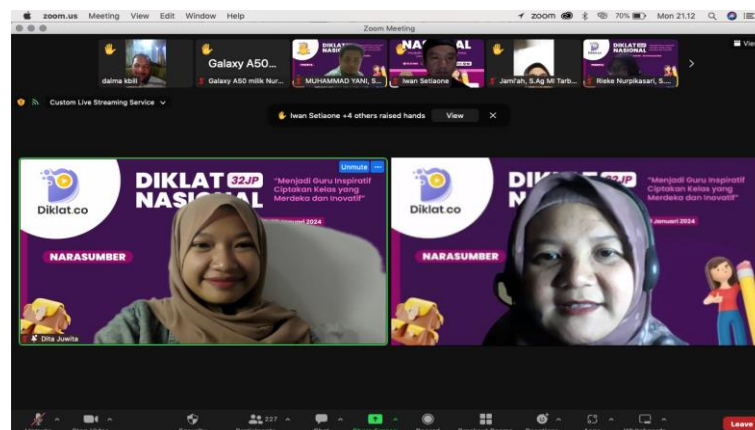 zoom.us Meeting View Edit Window Help
zoom 70% Mon 21.12
Zoom Meeting
Galaxy A50...
dalma kbili
Galaxy A50 milik Nur...
MUHAMMAD YANI, S...
Iwan Setiaone
Jami'ah, S.Ag MI Tarb...
Rieke Nurpikasari, S....
View
Custom Live Streaming Service
Iwan Setiaone +4 others raised hands View
Unmute
Diklat.co
DIKLAT 32JP
NASIONAL
"Menjadi Guru Inspiratif
Ciptakan Kelas yang
Merdeka dan Inovatif"
Januari 2024
NARASUMBER
Dita Juwita
Diklat.co
32JP
"Menjadi Guru Inspiratif
Ciptakan Kelas yang
Merdeka dan Inovatif"
Januari 2024
NARASUMBER
227
Leave